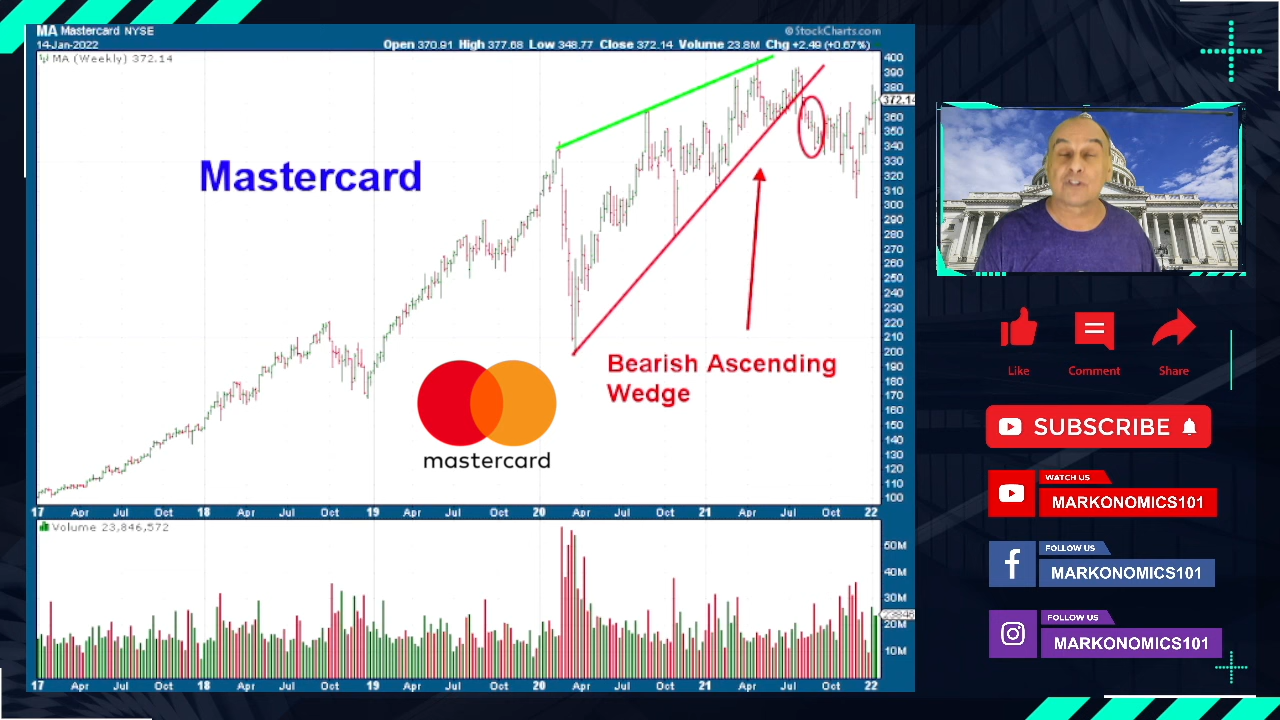 MA Mastercard NYSE
© StockCharts.com
14-Jan-2022
Open 370.91 High 377.68 Low 348.77 Close 372.14 Volume 23.8M Chg +2.49 (+0.67%)
MA (Weekly) 372.14
400
390
380
372.14
360
350
340
330
320
310
300
290
280
270
260
250
240
230
220
210
200
190
180
170
160
150
140
130
120
110
100
Mastercard
Bearish Ascending
Wedge
mastercard
17 Apr Jul Oct 18 Apr Jul Oct 19 Apr Jul Oct 20 Apr Jul Oct 21 Apr Jul Oct 22
Volume 23,846,572
50M
40M
30M
20M
10M
17 Apr Jul Oct 18 Apr Jul Oct 19 Apr Jul Oct 20 Apr Jul Oct 21 Apr Jul Oct 22
Like Comment Share
SUBSCRIBE
WATCH US
MARKONOMICS101
FOLLOW US
MARKONOMICS101
FOLLOW US
MARKONOMICS101